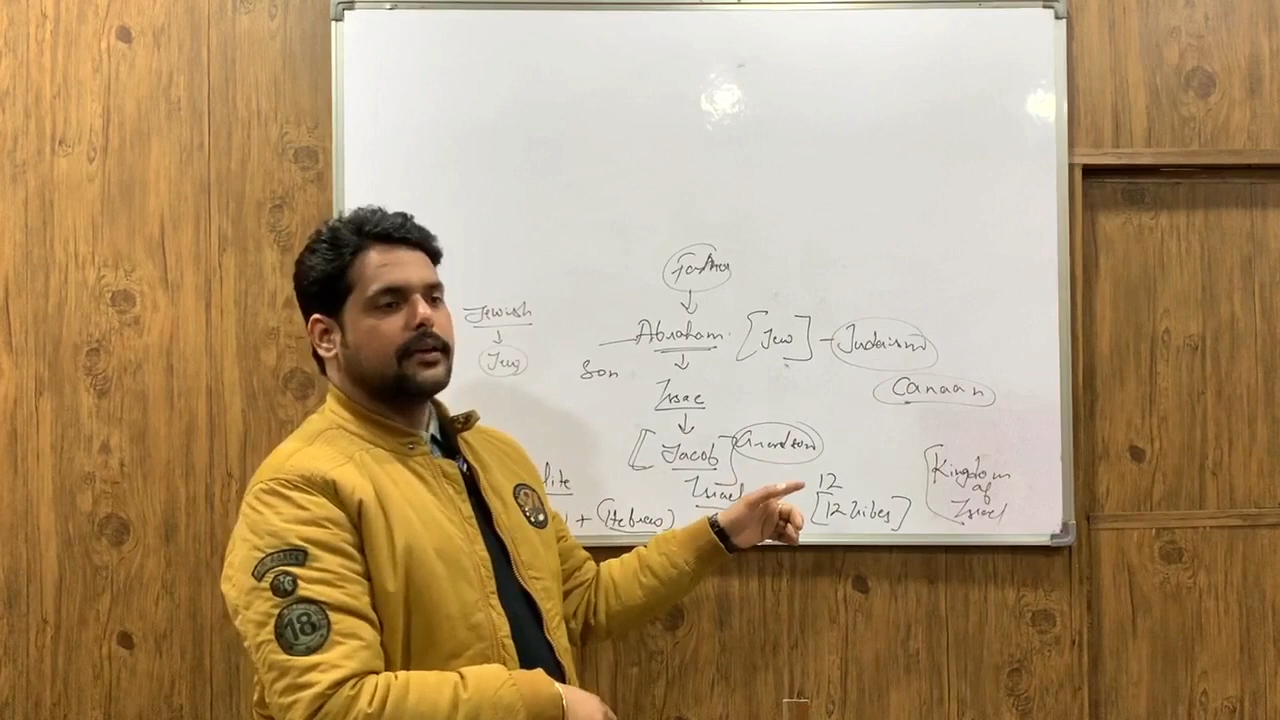 Father
Jewish
Jew
Abraham
[Jew] - Judaism
Son
Isaac
Canaan
[Jacob] Grandson
Israel
lite
+ (Hebrew)
12
[12 Tribes]
Kingdom
of
Israel
18